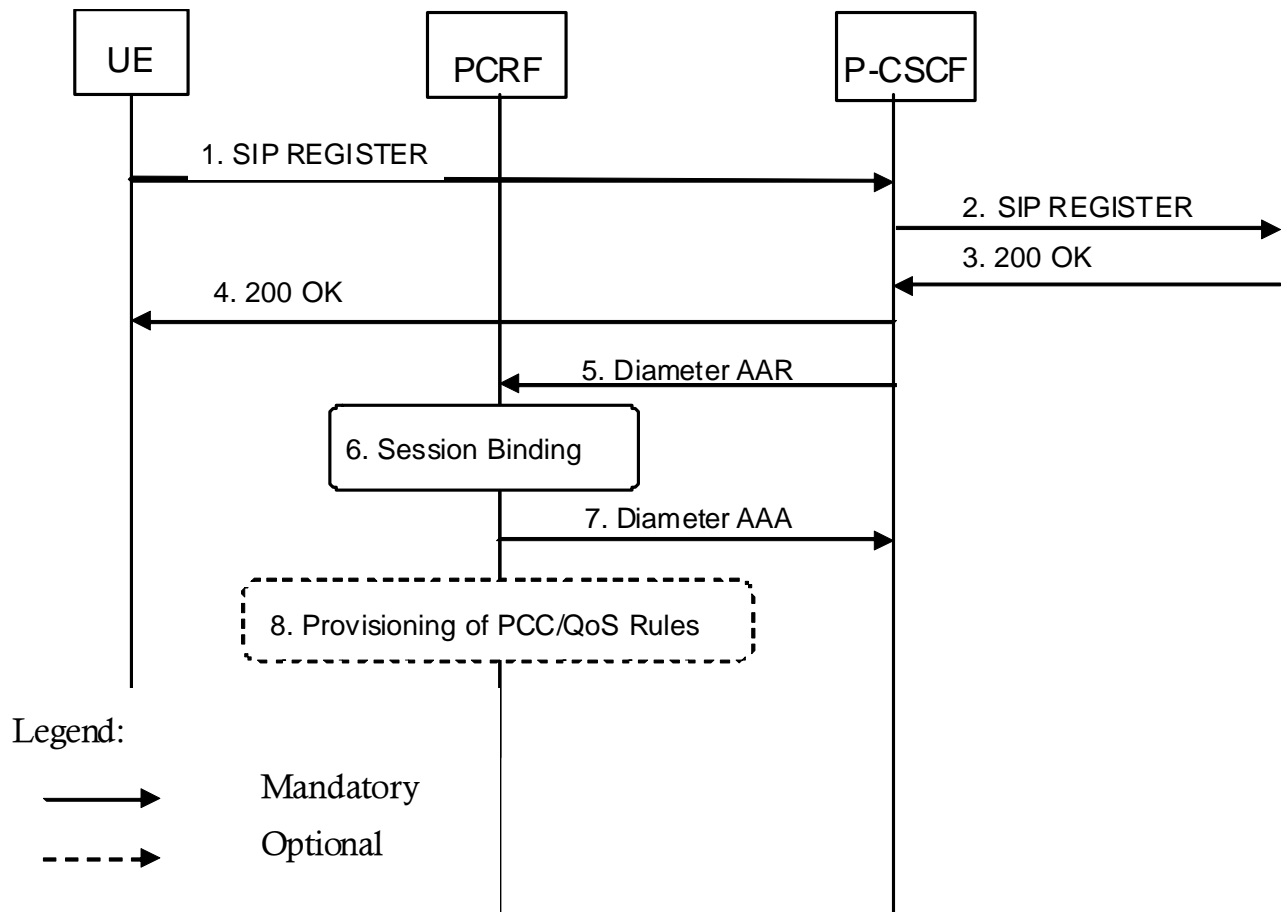 UE
PCRF
P-CSCF
1. SIP REGISTER
2. SIP REGISTER
3. 200 OK
4. 200 OK
5. Diameter AAR
6. Session Binding
7. Diameter AAA
8. Provisioning of PCC/QoS Rules
Legend:
Mandatory
Optional